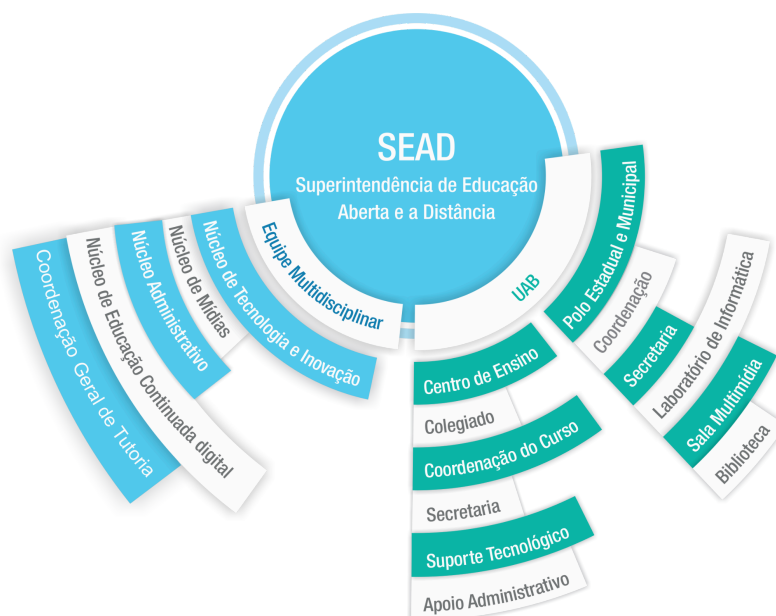 SEAD
Superintendência de Educação
Aberta e a Distância
Equipe Multidisciplinar
Núcleo de Tecnologia e Inovação
Núcleo de Mídias
Núcleo Administrativo
Núcleo de Educação Continuada digital
Coordenação Geral de Tutoria
UAB
Centro de Ensino
Colegiado
Coordenação do Curso
Secretaria
Suporte Tecnológico
Apoio Administrativo
Polo Estadual e Municipal
Coordenação
Secretaria
Laboratório de Informática
Sala Multimídia
Biblioteca